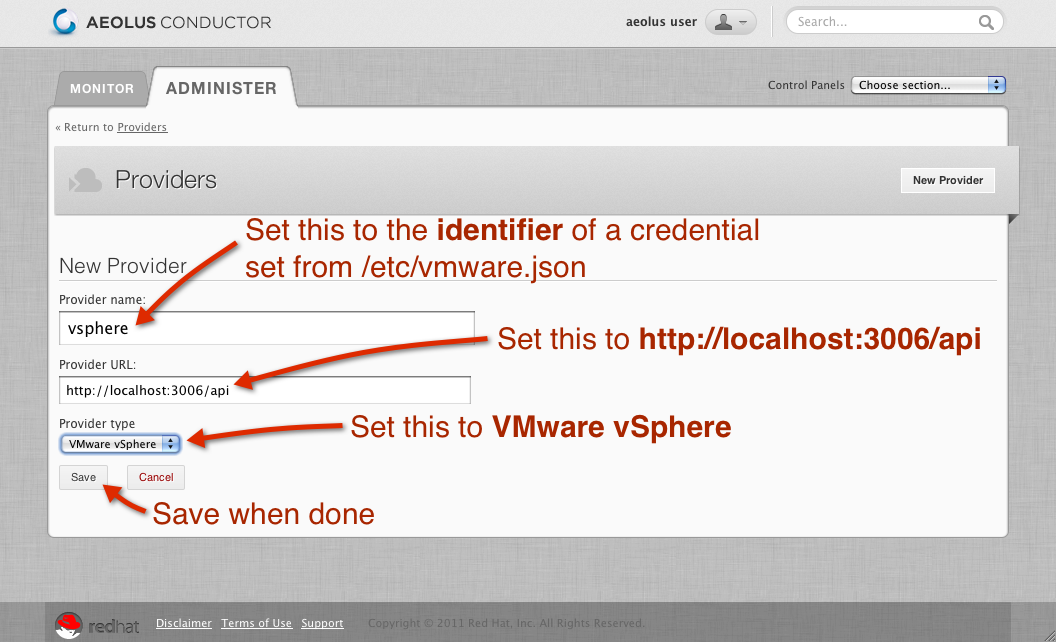 AEOLUS CONDUCTOR
aeolus user
Search...
MONITOR
ADMINISTER
Control Panels
Choose section...
« Return to Providers
Providers
New Provider
Set this to the identifier of a credential
set from /etc/vmware.json
New Provider
Provider name:
vsphere
Set this to http://localhost:3006/api
Provider URL:
http://localhost:3006/api
Provider type
Set this to VMware vSphere
VMware vSphere
Save
Cancel
Save when done
redhat
Disclaimer
Terms of Use
Support
Copyright © 2011 Red Hat, Inc. All Rights Reserved.